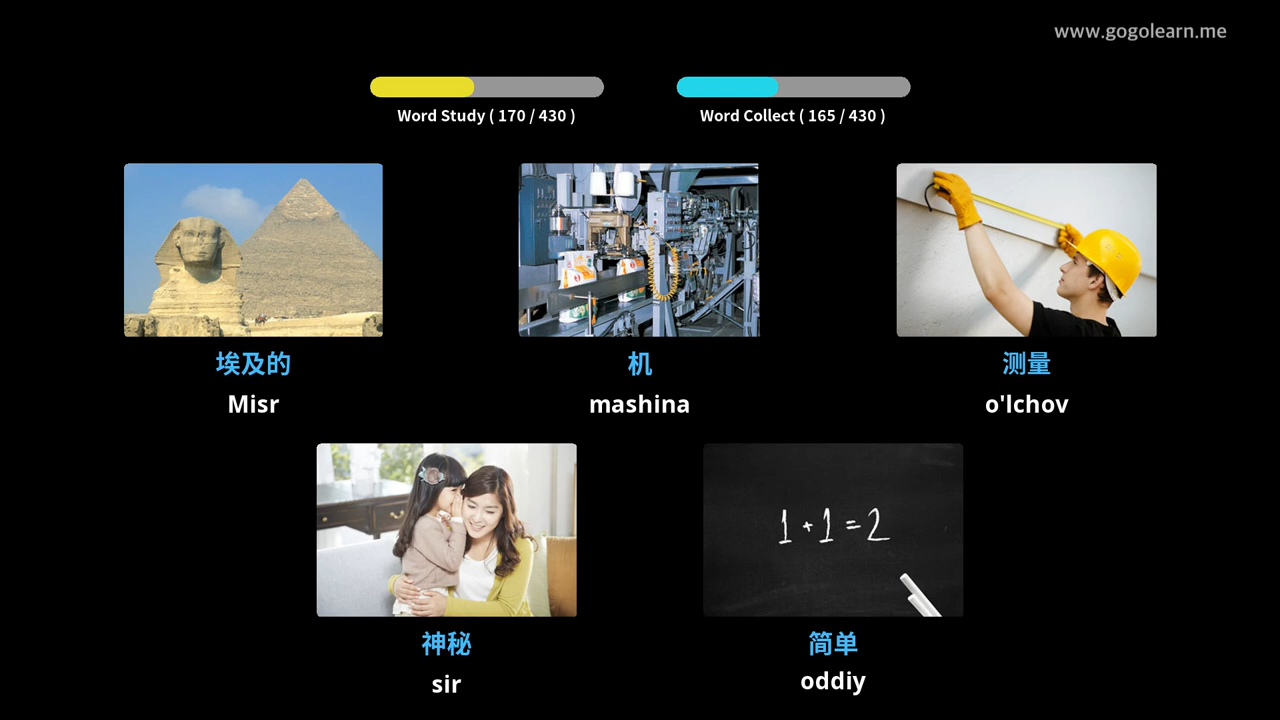 www.gogolearn.me
Word Study ( 170 / 430 )
Word Collect ( 165 / 430 )
埃及的
机
测量
Misr
mashina
o'lchov
1+1=2
神秘
简单
sir
oddiy